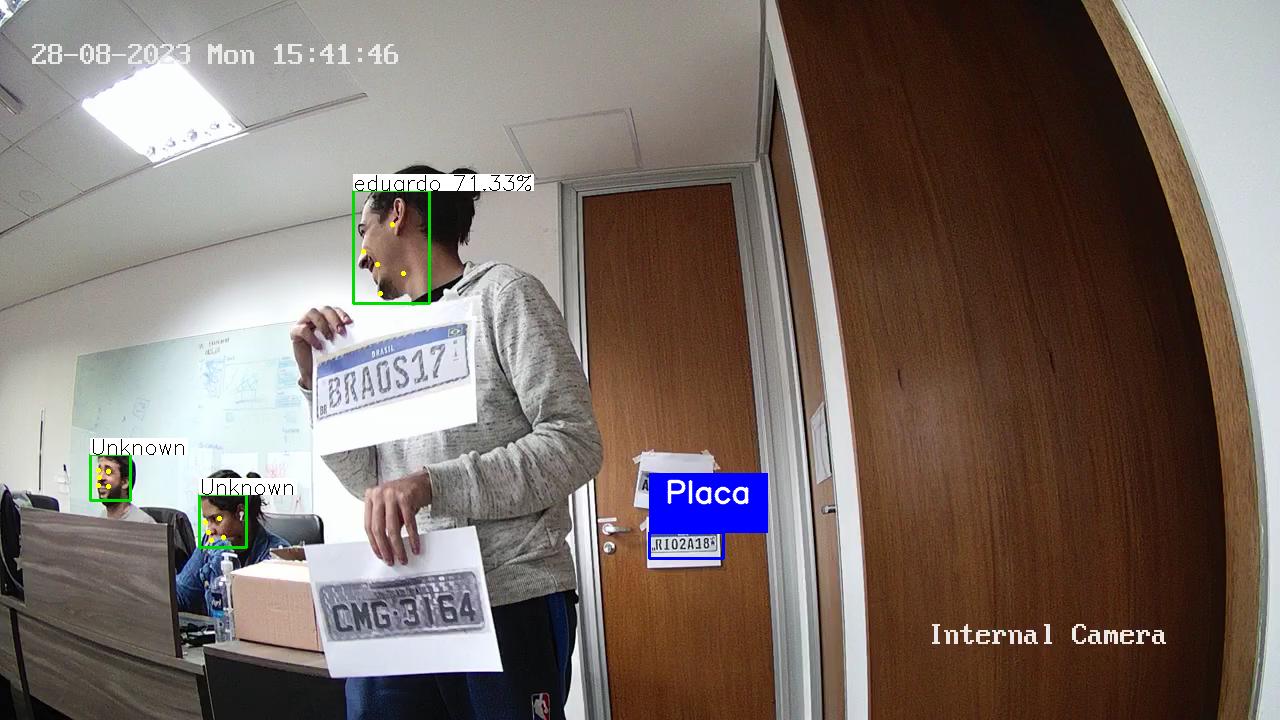 28-08-2023 Mon 15:41:46
eduardo 71.33%
BRASIL
BRA0S17
BR
Unknown
Unknown
Placa
RIO2A18
CMG·3164
Internal Camera